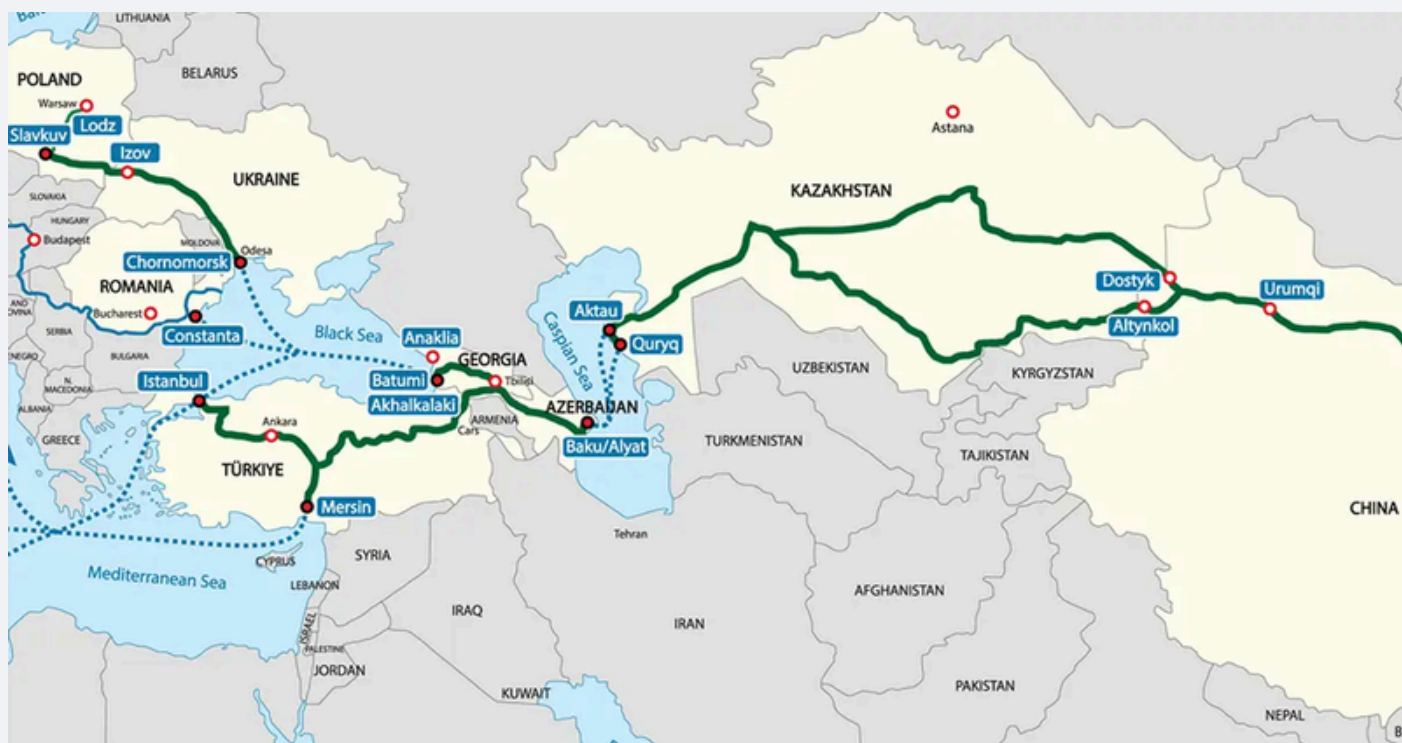 LITHUANIA
POLAND
BELARUS
Warsaw
Lodz
Slavkuv
Izov
Astana
UKRAINE
KAZAKHSTAN
SLOVAKIA
HUNGARY
Budapest
MOLDOVA
Odesa
Chornomorsk
ROMANIA
Bucharest
Constanta
Dostyk
Urumqi
Altynkol
Aktau
Quryq
Caspian Sea
Black Sea
Anaklia
GEORGIA
Tbilisi
Batumi
Akhalkalaki
SERBIA
BULGARIA
N.
MACEDONIA
ALBANIA
GREECE
Istanbul
Ankara
Cars
ARMENIA
AZERBAIJAN
Baku/Alyat
UZBEKISTAN
KYRGYZSTAN
TURKMENISTAN
TAJIKISTAN
TÜRKIYE
Mersin
CHINA
Tehran
CYPRUS
SYRIA
Mediterranean Sea
LEBANON
ISRAEL
PALESTINE
JORDAN
IRAQ
IRAN
AFGHANISTAN
KUWAIT
PAKISTAN
NEPAL